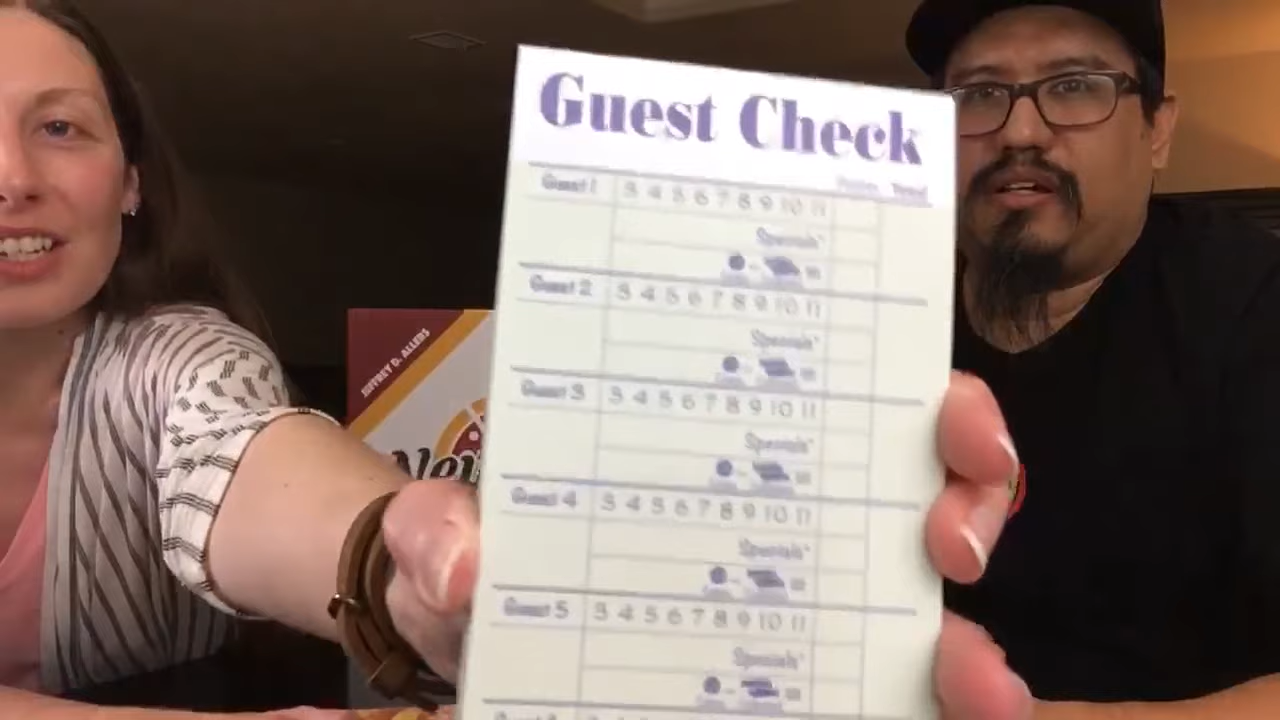 Guest Check
Points Total
Guest 1 3 4 5 6 7 8 9 10 11
Specials*
Guest 2 3 4 5 6 7 8 9 10 11
Specials*
Guest 3 3 4 5 6 7 8 9 10 11
Specials*
Guest 4 3 4 5 6 7 8 9 10 11
Specials*
Guest 5 3 4 5 6 7 8 9 10 11
Specials*
JEFFREY D. ALLERS
New